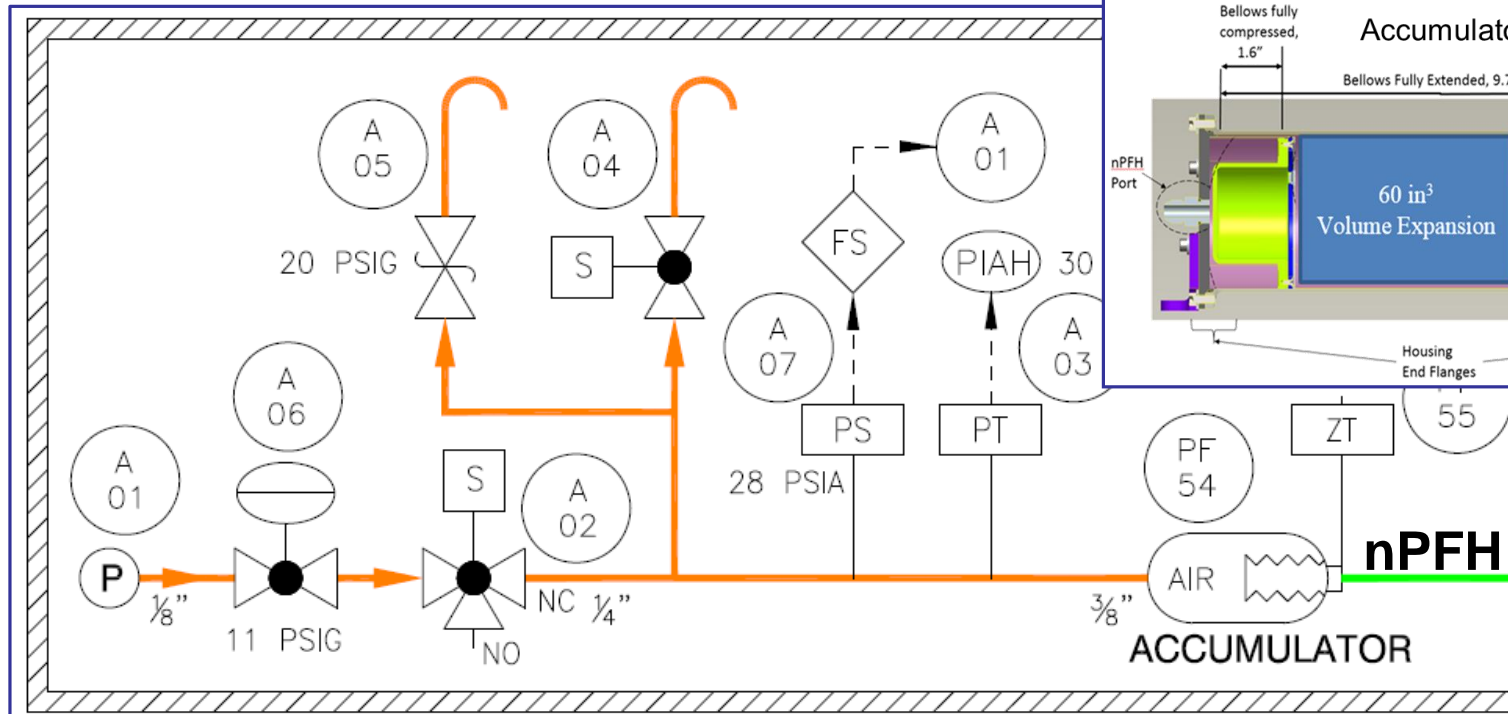 Bellows fully
compressed,
1.6”
Accumulato
Bellows Fully Extended, 9.7
nPFH
Port
60 in³
Volume Expansion
Housing
End Flanges
A
05
A
04
A
01
20 PSIG
S
FS
PIAH
30
A
07
A
03
A
06
PS
PT
ZT
55
28 PSIA
A
01
S
A
02
PF
54
P
1/8”
11 PSIG
NC
1/4”
NO
3/8”
AIR
nPFH
ACCUMULATOR